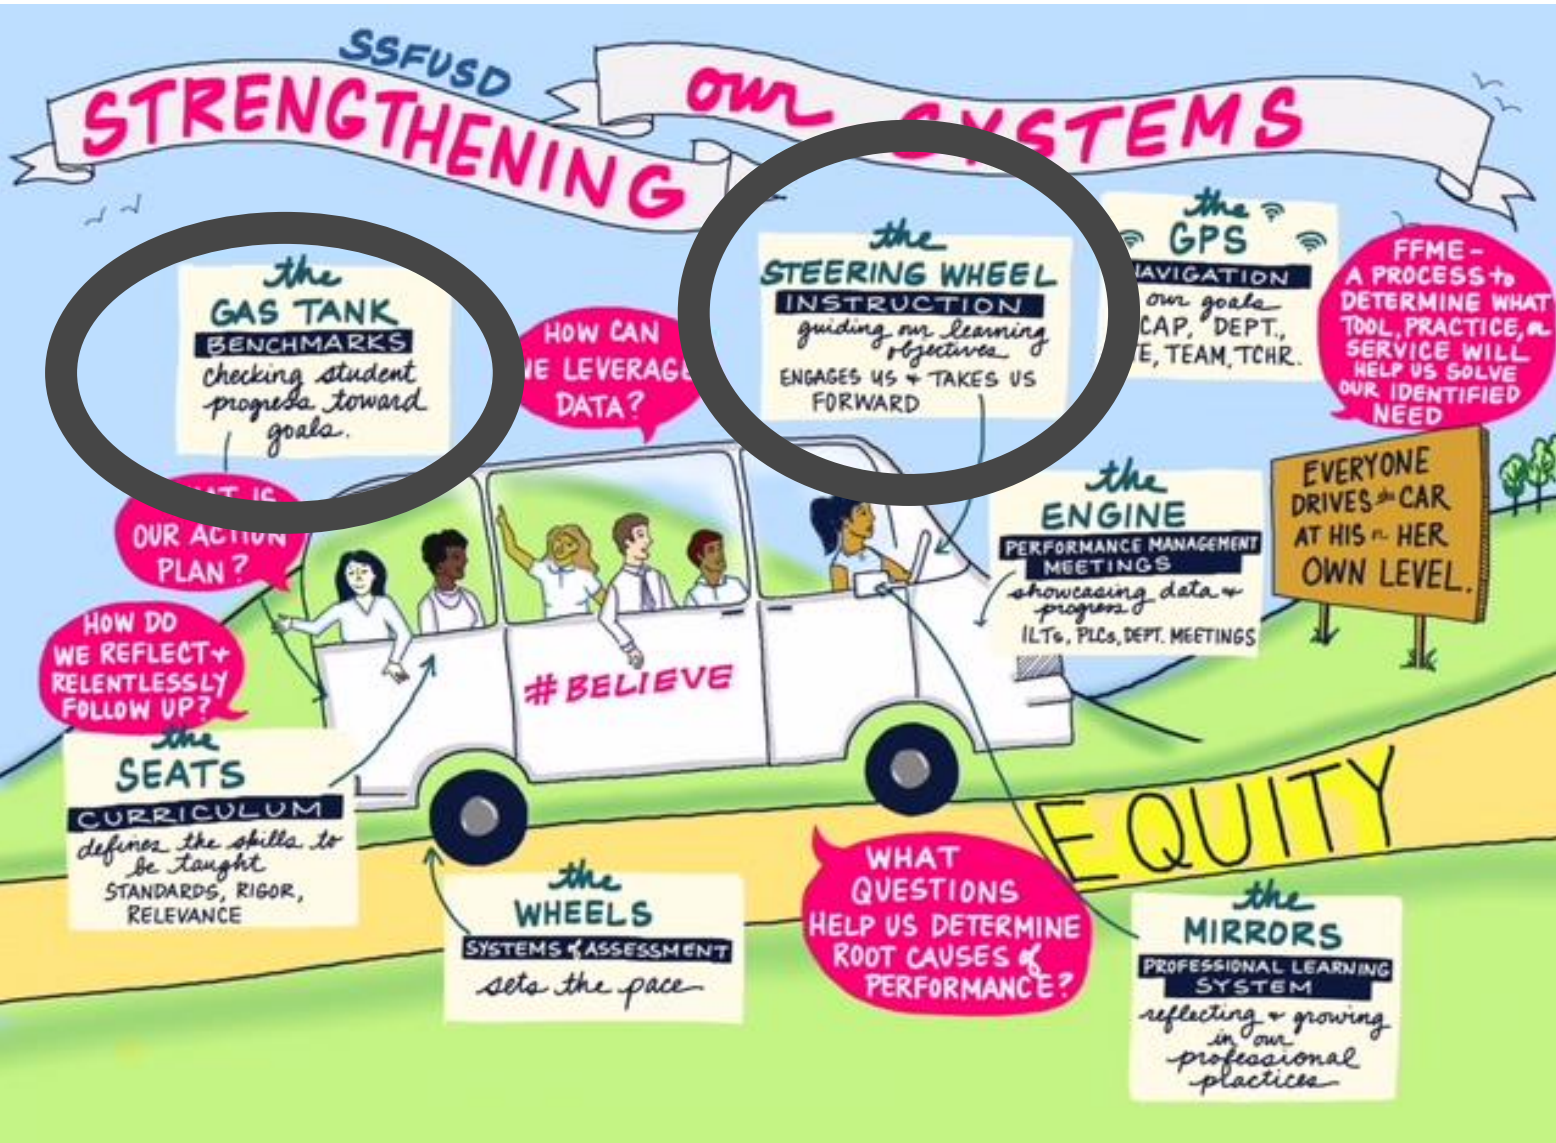 SSFUSD
STRENGTHENING our SYSTEMS
the
GAS TANK
BENCHMARKS
checking student
progress toward
goals.
HOW CAN
WE LEVERAGE
DATA?
the
STEERING WHEEL
INSTRUCTION
guiding our learning
objectives
ENGAGES US + TAKES US
FORWARD
the
GPS
NAVIGATION
our goals
CAP, DEPT.,
E, TEAM, TCHR.
FFME-
A PROCESS to
DETERMINE WHAT
TOOL, PRACTICE, or
SERVICE WILL
HELP US SOLVE
OUR IDENTIFIED
NEED
IS
OUR ACTION
PLAN?
the
ENGINE
PERFORMANCE MANAGEMENT
MEETINGS
showcasing data +
progress
ILTs, PLCs, DEPT. MEETINGS
EVERYONE
DRIVES the CAR
AT HIS or HER
OWN LEVEL.
HOW DO
WE REFLECT +
RELENTLESSLY
FOLLOW UP?
#BELIEVE
the
SEATS
CURRICULUM
defines the skills to
be taught
STANDARDS, RIGOR,
RELEVANCE
EQUITY
the
WHEELS
SYSTEMS of ASSESSMENT
sets the pace
WHAT
QUESTIONS
HELP US DETERMINE
ROOT CAUSES of
PERFORMANCE?
the
MIRRORS
PROFESSIONAL LEARNING
SYSTEM
reflecting + growing
in our
professional
practices